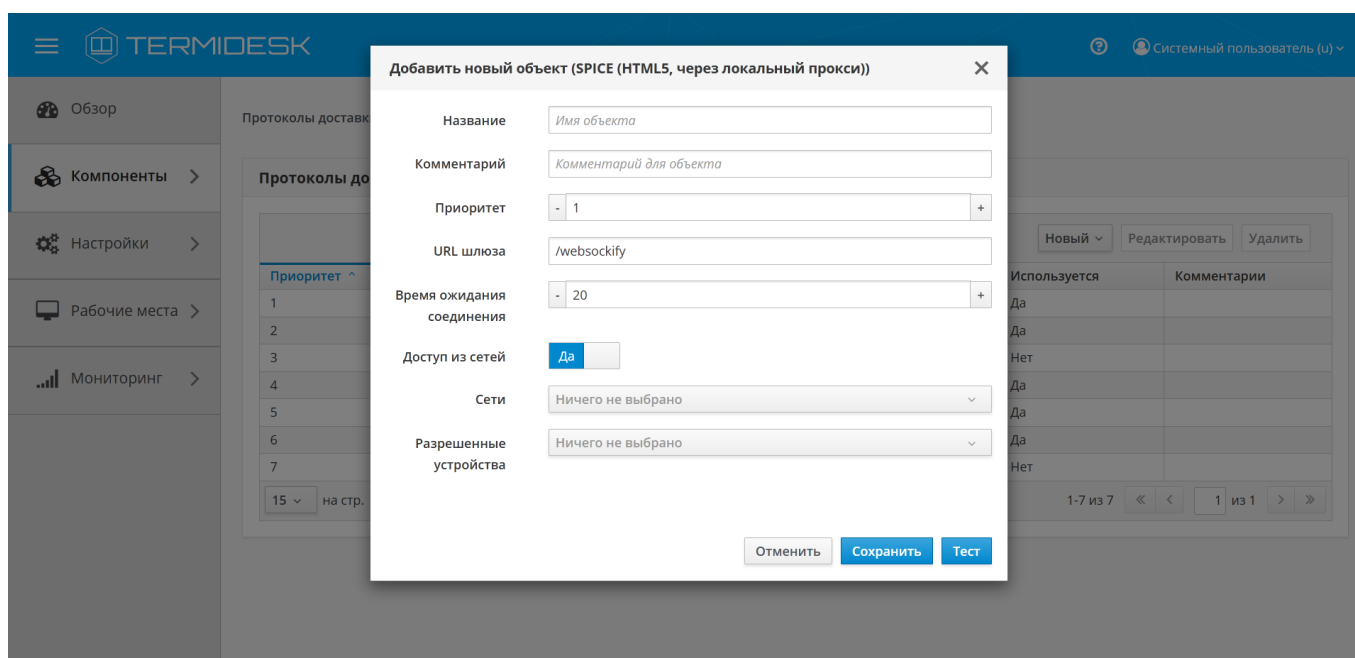 TERMIDESK
Системный пользователь (u)
Добавить новый объект (SPICE (HTML5, через локальный прокси))
Обзор
Компоненты
Настройки
Рабочие места
Мониторинг
Протоколы доставк
Протоколы до
Название
Имя объекта
Комментарий
Комментарий для объекта
Приоритет
- 1 +
URL шлюза
/websockify
Время ожидания
соединения
- 20 +
Доступ из сетей
Да
Сети
Ничего не выбрано
Разрешенные
устройства
Ничего не выбрано
Отменить
Сохранить
Тест
Новый
Редактировать
Удалить
Приоритет
Используется
Комментарии
1 Да
2 Да
3 Нет
4 Да
5 Да
6 Да
7 Нет
15 на стр.
1-7 из 7
1 из 1